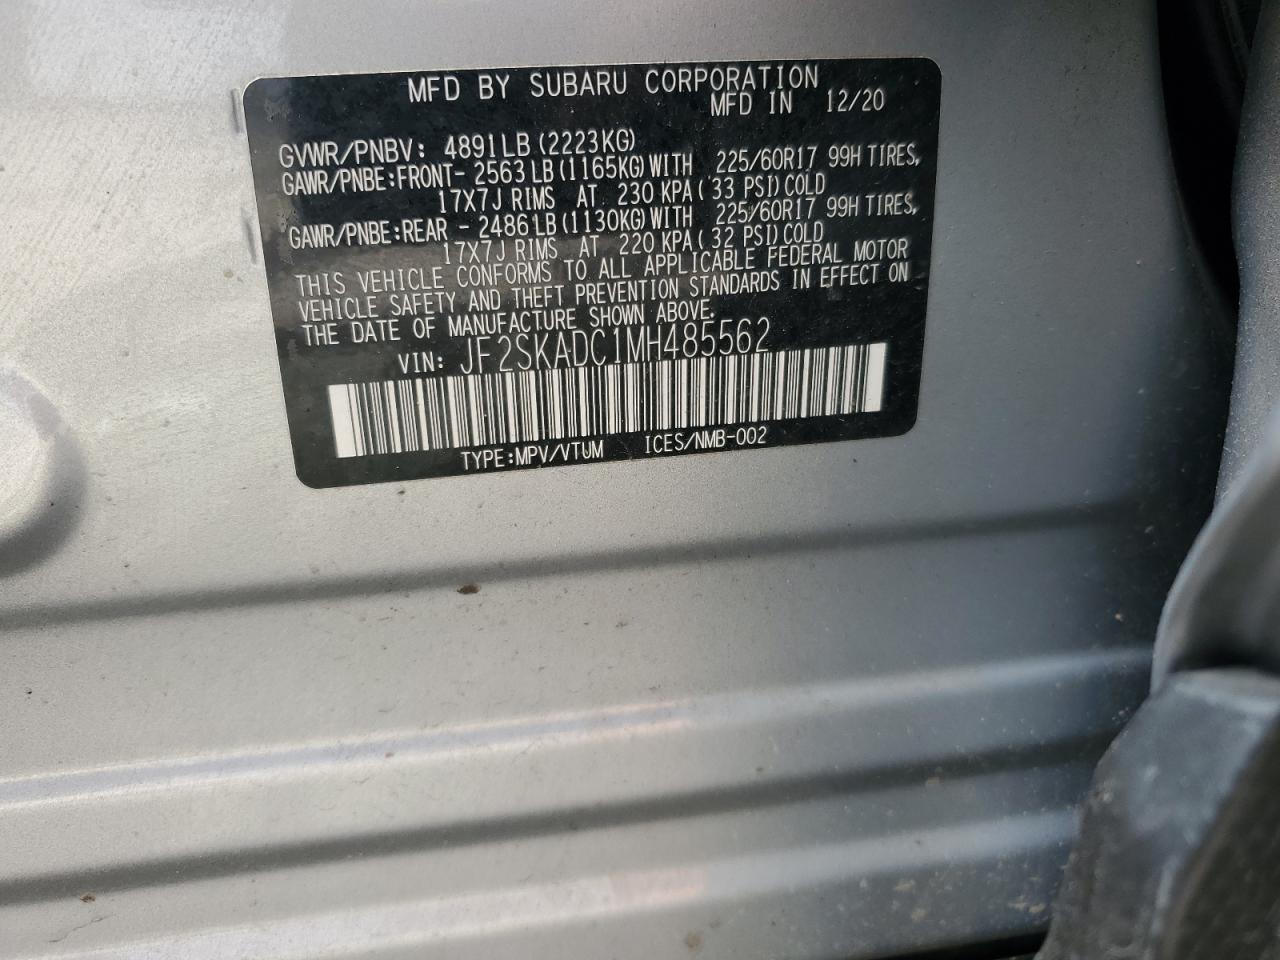 MFD BY SUBARU CORPORATION
MFD IN 12/20
GVWR/PNBV: 4891LB (2223KG)
GAWR/PNBE:FRONT- 2563LB(1165KG)WITH 225/60R17 99H TIRES,
17X7J RIMS AT 230 KPA( 33 PSI)COLD
GAWR/PNBE:REAR - 2486LB(1130KG)WITH 225/60R17 99H TIRES,
17X7J RIMS AT 220 KPA( 32 PSI)COLD
THIS VEHICLE CONFORMS TO ALL APPLICABLE FEDERAL MOTOR
VEHICLE SAFETY AND THEFT PREVENTION STANDARDS IN EFFECT ON
THE DATE OF MANUFACTURE SHOWN ABOVE.
VIN: JF2SKADC1MH485562
TYPE:MPV/VTUM ICES/NMB-002